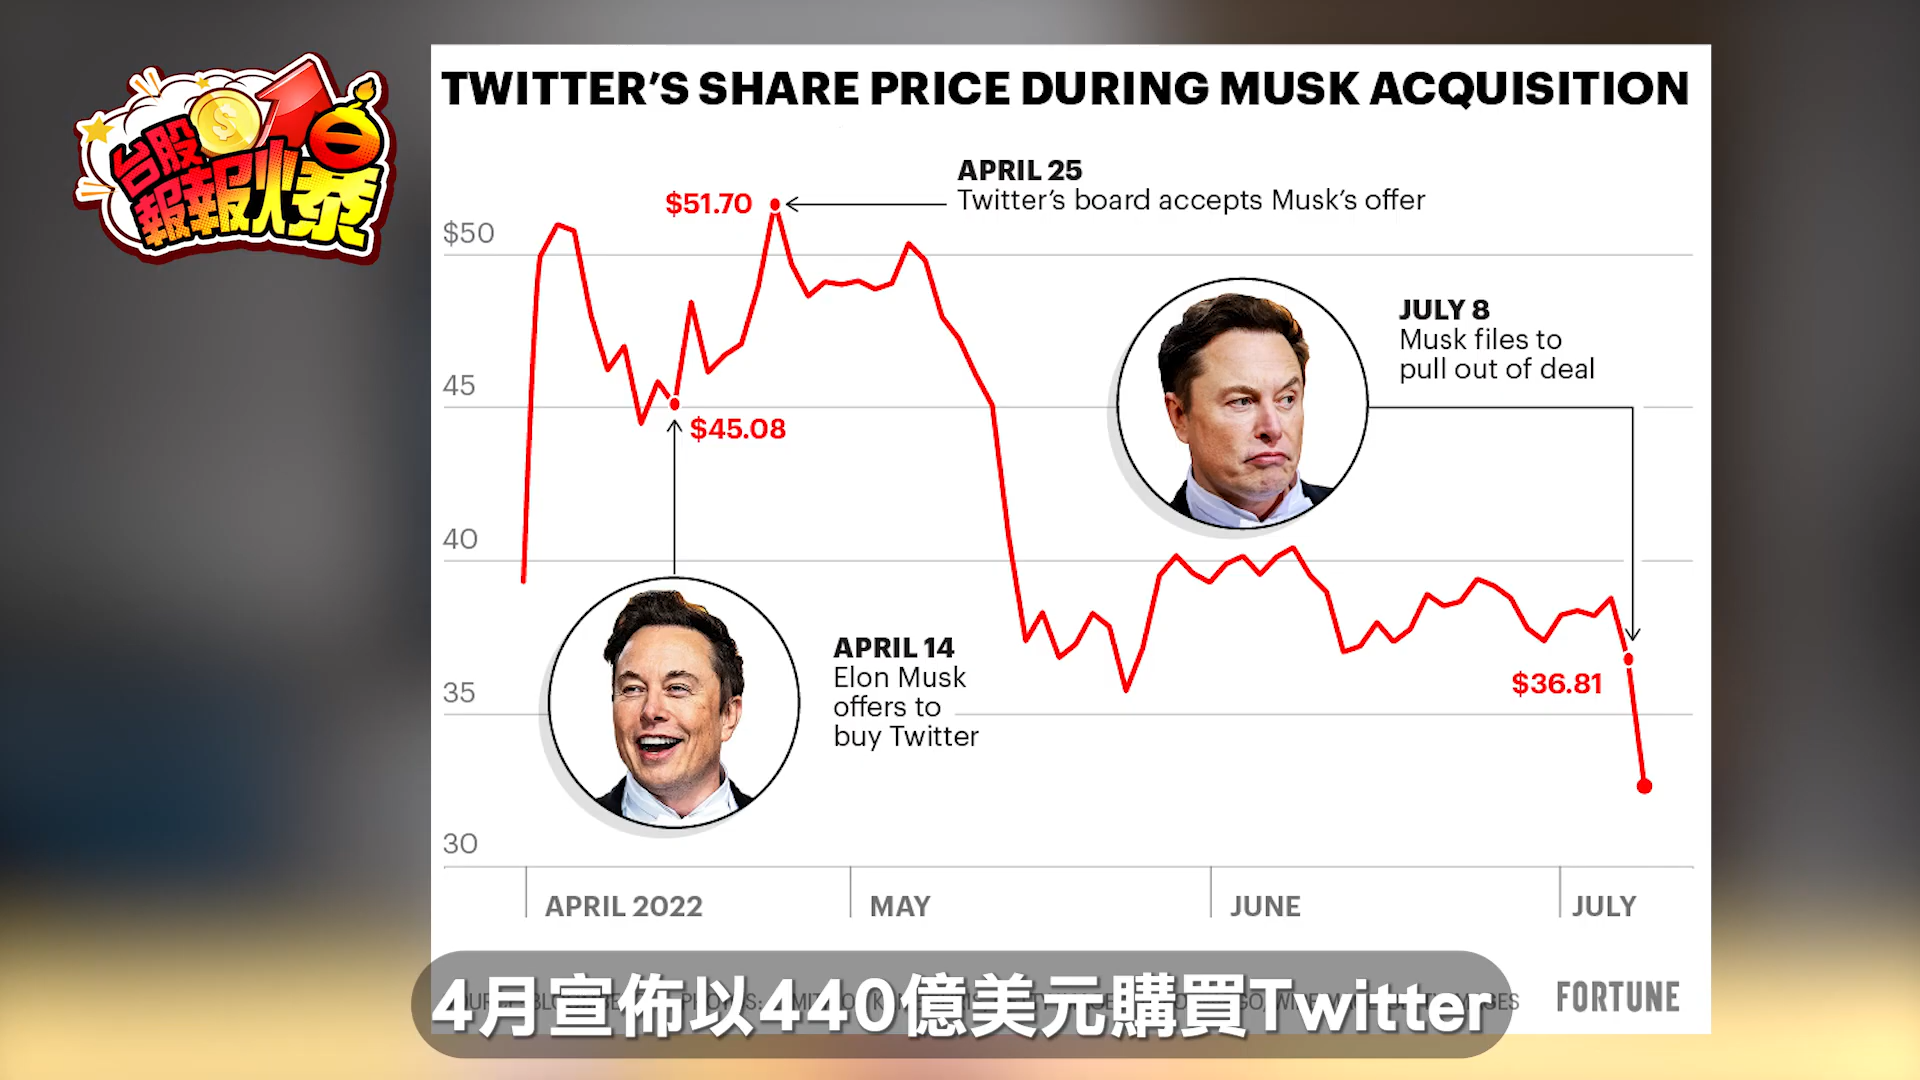 台股
報報火爆
$
TWITTER'S SHARE PRICE DURING MUSK ACQUISITION
APRIL 25
Twitter's board accepts Musk's offer
$51.70
$50
JULY 8
Musk files to
pull out of deal
45
$45.08
40
APRIL 14
Elon Musk
offers to
buy Twitter
35
$36.81
30
APRIL 2022
MAY
JUNE
JULY
4月宣佈以440億美元購買Twitter
FORTUNE